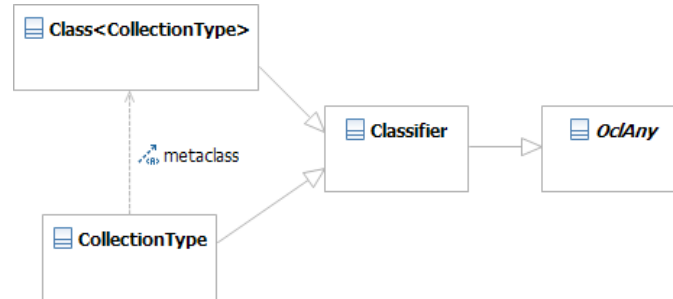 Class<CollectionType>
Classifier
OclAny
<A> metaclass
CollectionType